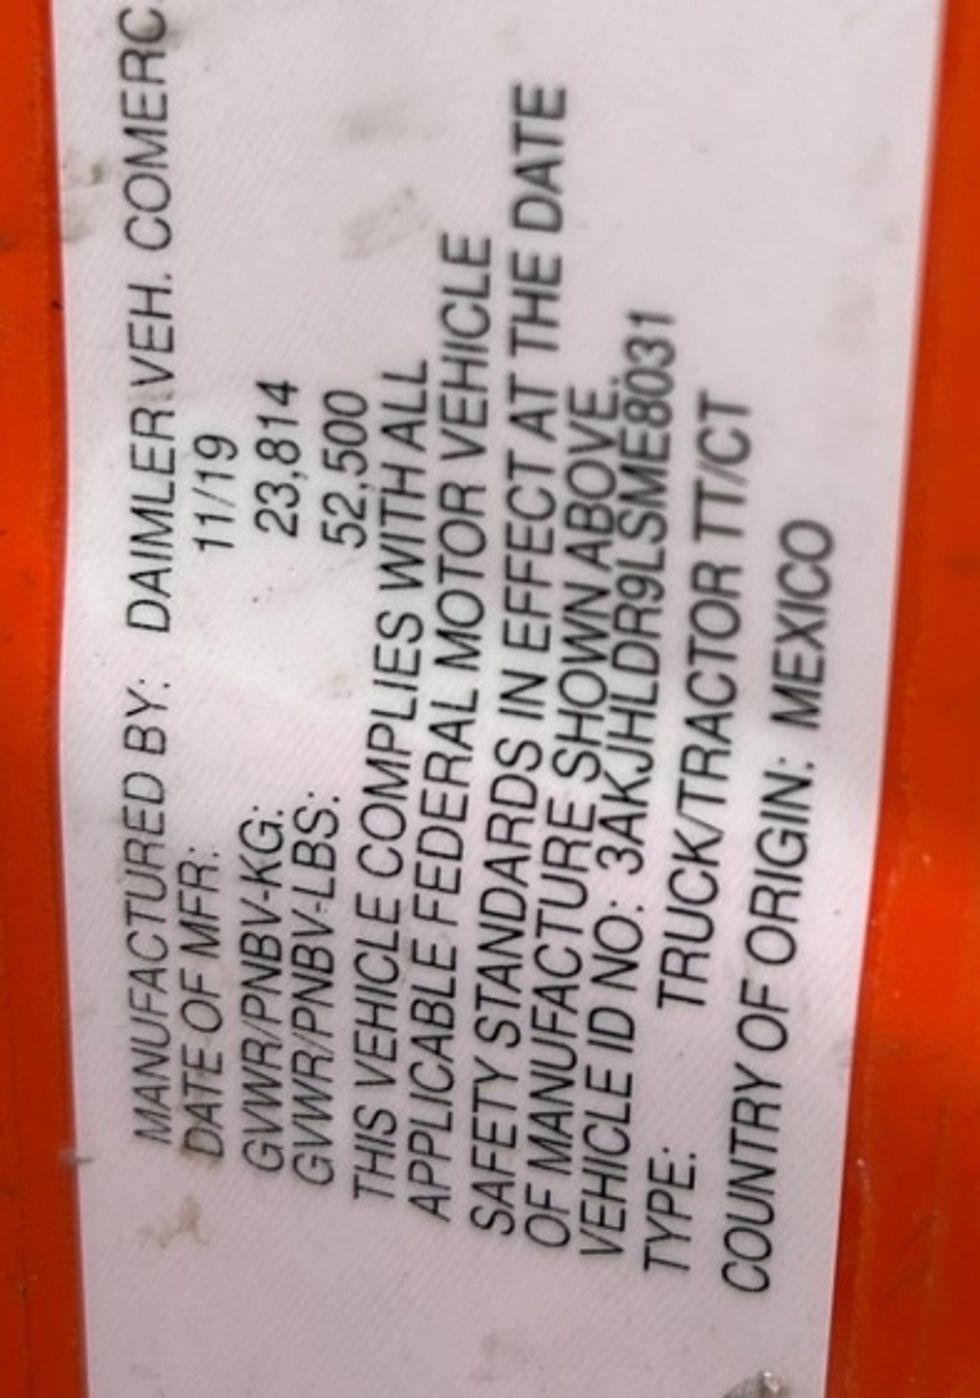 MANUFACTURED BY: DAIMLER VEH. COMERC.
DATE OF MFR: 11/19
GVWR/PNBV-KG: 23,814
GVWR/PNBV-LBS: 52,500
THIS VEHICLE COMPLIES WITH ALL
APPLICABLE FEDERAL MOTOR VEHICLE
SAFETY STANDARDS IN EFFECT AT THE DATE
OF MANUFACTURE SHOWN ABOVE.
VEHICLE ID NO: 3AKJHLDR9LSME8031
TYPE: TRUCK/TRACTOR TT/CT
COUNTRY OF ORIGIN: MEXICO